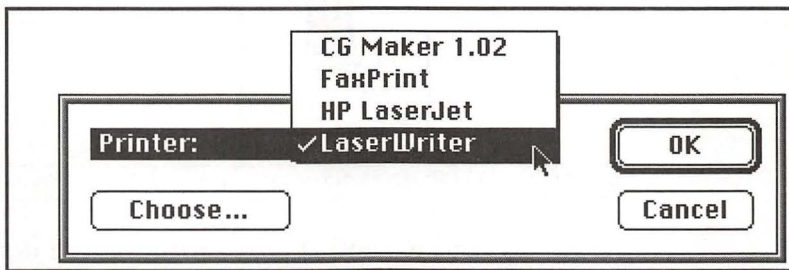 CG Maker 1.02
FaxPrint
HP LaserJet
Printer: ✓LaserWriter
OK
Choose...
Cancel